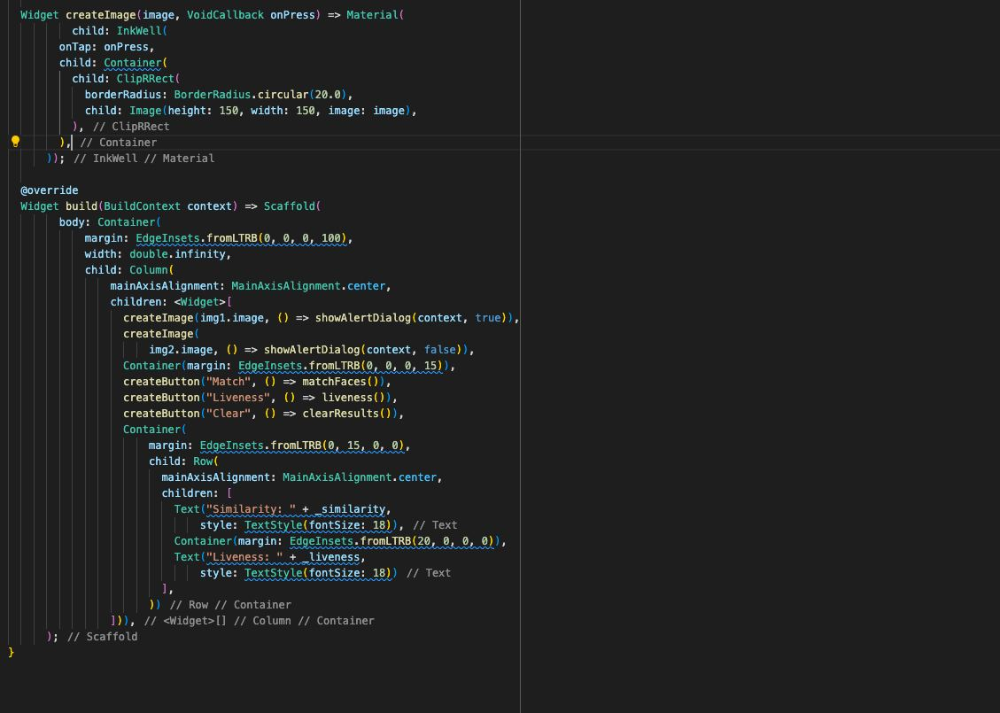 Widget createImage(image, VoidCallback onPress) => Material(
child: InkWell(
onTap: onPress,
child: Container(
child: ClipRRect(
borderRadius: BorderRadius.circular(20.0),
child: Image(height: 150, width: 150, image: image),
), // ClipRRect
), // Container
)); // InkWell // Material
@override
Widget build(BuildContext context) => Scaffold(
body: Container(
margin: EdgeInsets.fromLTRB(0, 0, 0, 100),
width: double.infinity,
child: Column(
mainAxisAlignment: MainAxisAlignment.center,
children: <Widget>[
createImage(img1.image, () => showAlertDialog(context, true)),
createImage(
img2.image, () => showAlertDialog(context, false)),
Container(margin: EdgeInsets.fromLTRB(0, 0, 0, 15)),
createButton("Match", () => matchFaces()),
createButton("Liveness", () => liveness()),
createButton("Clear", () => clearResults()),
Container(
margin: EdgeInsets.fromLTRB(0, 15, 0, 0),
child: Row(
mainAxisAlignment: MainAxisAlignment.center,
children: [
Text("Similarity: " + _similarity,
style: TextStyle(fontSize: 18)), // Text
Container(margin: EdgeInsets.fromLTRB(20, 0, 0, 0)),
Text("Liveness: " + _liveness,
style: TextStyle(fontSize: 18)) // Text
],
)) // Row // Container
])), // <Widget>[] // Column // Container
); // Scaffold
}